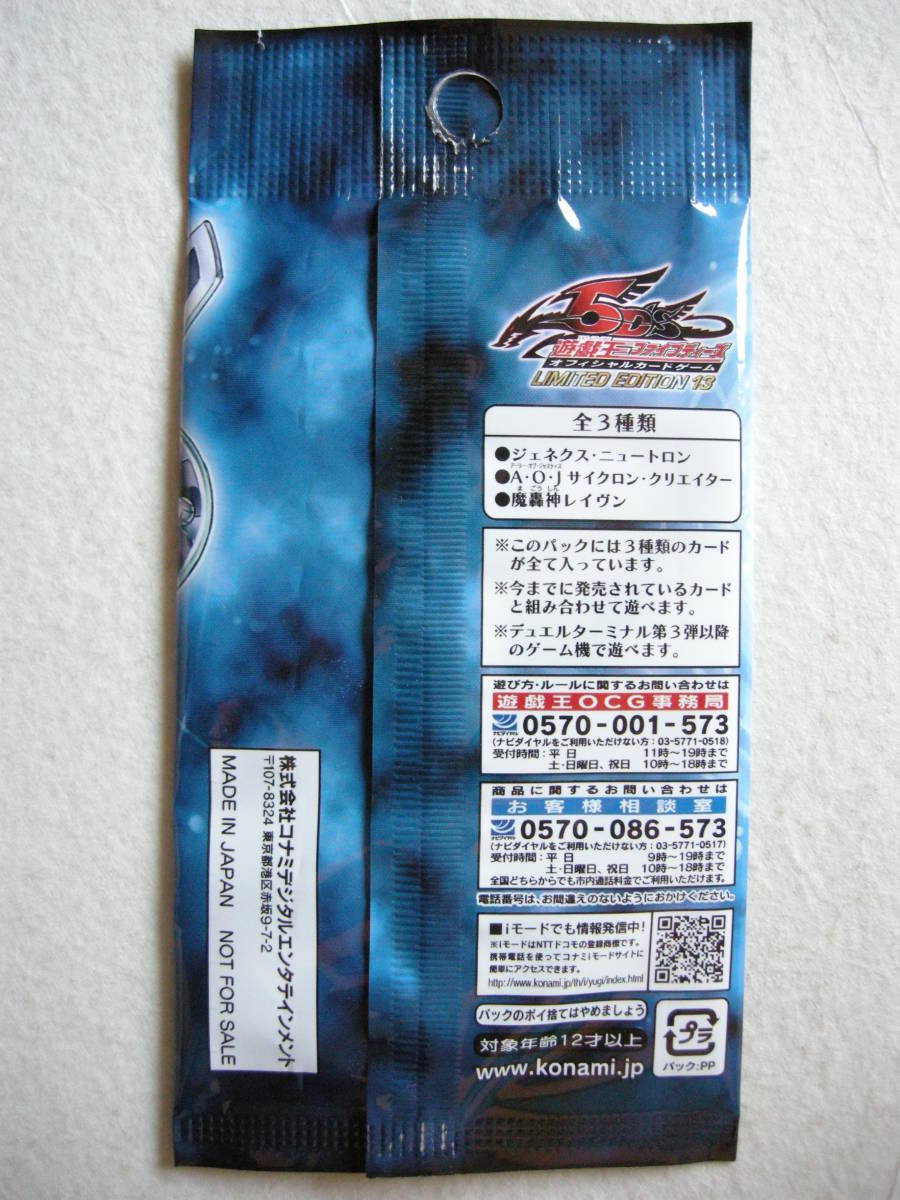 5D's
遊戯王ファイブディーズ
オフィシャルカードゲーム
LIMITED EDITION 13
全3種類
●ジェネクス・ニュートロン
アーリー・オブ・ジャスティス
●A・O・J サイクロン・クリエイター
まごうしん
●魔轟神レイヴン
※このパックには3種類のカード
が全て入っています。
※今までに発売されているカード
と組み合わせて遊べます。
※デュエルターミナル第3弾以降
のゲーム機で遊べます。
遊び方・ルールに関するお問い合わせは
遊戯王OCG事務局
ナビダイヤル 0570-001-573
(ナビダイヤルをご利用いただけない方:03-5771-0518)
受付時間:平日 11時〜19時まで
土・日曜日、祝日 10時〜18時まで
商品に関するお問い合わせは
お客様相談室
ナビダイヤル 0570-086-573
(ナビダイヤルをご利用いただけない方:03-5771-0517)
受付時間:平日 9時〜19時まで
土・日曜日、祝日 10時〜18時まで
全国どちらからでも市内通話料金でご利用いただけます。
電話番号は、お間違えのないようにおかけください。
■iモードでも情報発信中!
※iモードはNTTドコモの登録商標です。
携帯電話を使ってコナミiモードサイトに
簡単にアクセスできます。
http://www.konami.jp/th/i/yugi/index.html
パックのポイ捨てはやめましょう
対象年齢12才以上
www.konami.jp
プラ
パック:PP
株式会社コナミデジタルエンタテインメント
〒107-8324 東京都港区赤坂9-7-2
MADE IN JAPAN NOT FOR SALE